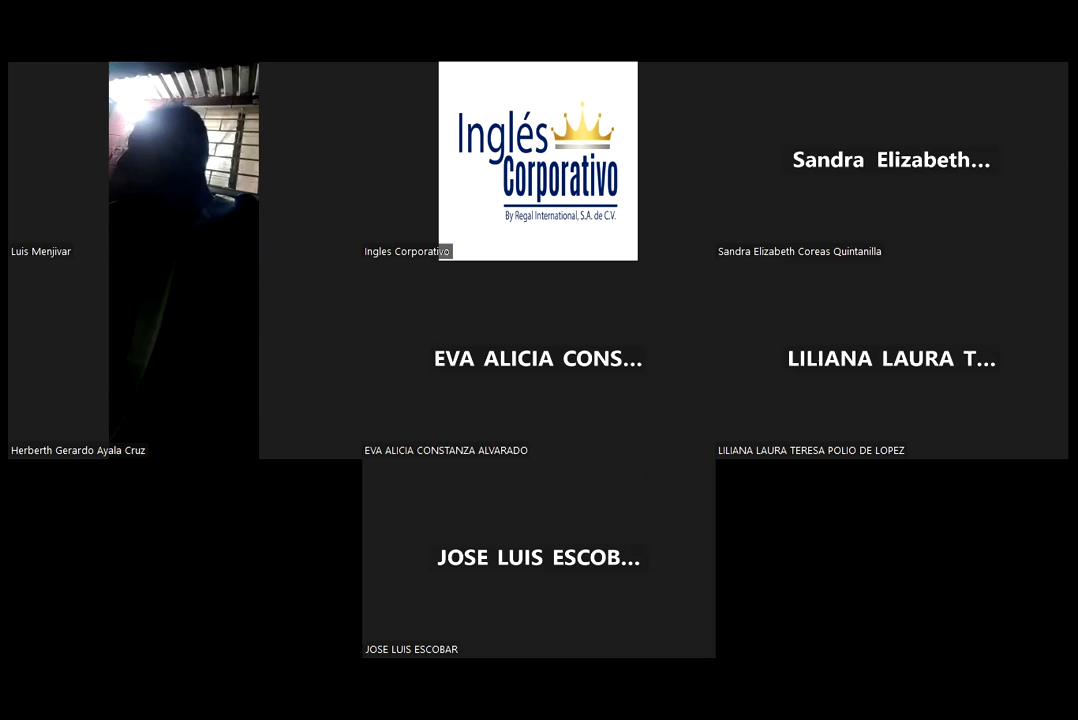 Inglés
Corporativo
By Regal International, S.A. de C.V.
Sandra Elizabeth...
Luis Menjivar
Ingles Corporativo
Sandra Elizabeth Coreas Quintanilla
EVA ALICIA CONS...
LILIANA LAURA T...
Herberth Gerardo Ayala Cruz
EVA ALICIA CONSTANZA ALVARADO
LILIANA LAURA TERESA POLIO DE LOPEZ
JOSE LUIS ESCOB...
JOSE LUIS ESCOBAR